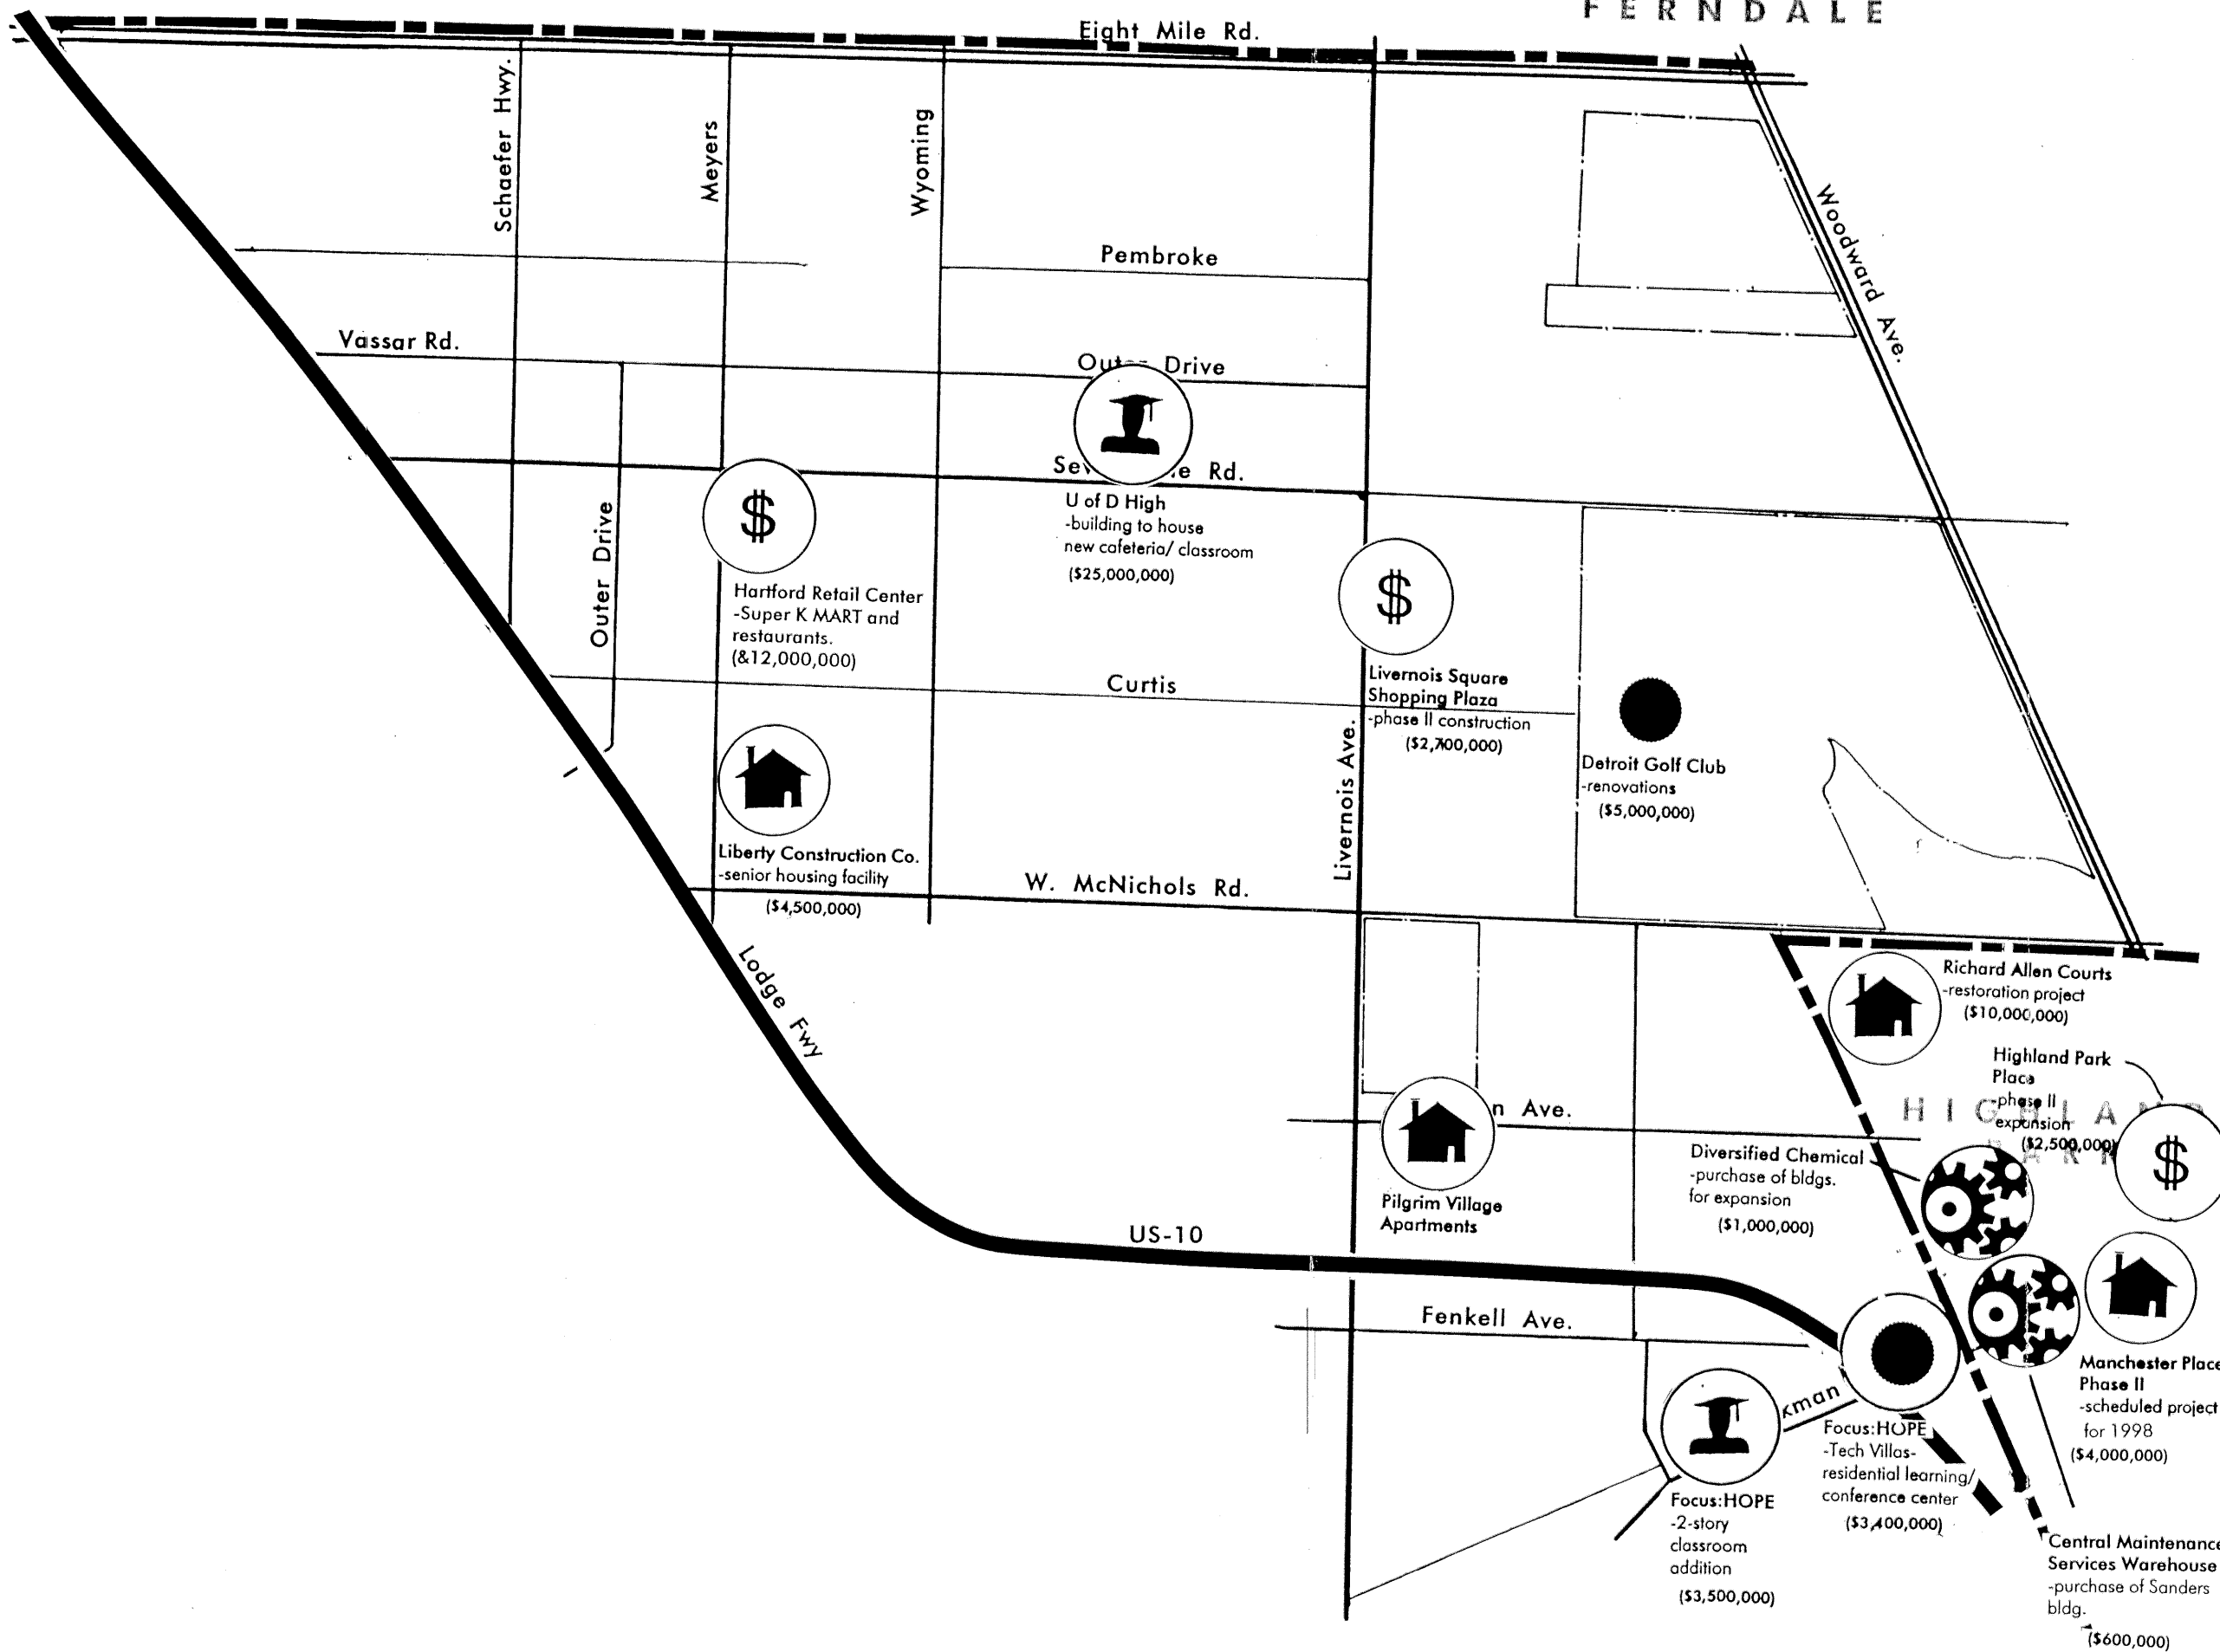 FERNDALE
Eight Mile Rd.
Schaefer Hwy.
Meyers
Wyoming
Woodward Ave.
Pembroke
Vassar Rd.
Drive
Rd.
U of D High
-building to house
new cafeteria/ classroom
($25,000,000)
$
Hartford Retail Center
-Super K MART and
restaurants.
(&12,000,000)
Outer Drive
$
Livernois Square
Shopping Plaza
-phase II construction
($2,700,000)
Curtis
Livernois Ave.
Detroit Golf Club
-renovations
($5,000,000)
Liberty Construction Co.
-senior housing facility
($4,500,000)
W. McNichols Rd.
Lodge Fwy
Richard Allen Courts
-restoration project
($10,000,000)
Highland Park
Place
-phase II
expansion
($2,500,000)
$
HIGHLAND
PARK
n Ave.
Diversified Chemical
-purchase of bldgs.
for expansion
($1,000,000)
Pilgrim Village
Apartments
US-10
Fenkell Ave.
kman
Manchester Place
Phase II
-scheduled project
for 1998
($4,000,000)
Focus:HOPE
-Tech Villas-
residential learning/
conference center
($3,400,000)
Focus:HOPE
-2-story
classroom
addition
($3,500,000)
Central Maintenance
Services Warehouse
-purchase of Sanders
bldg.
($600,000)